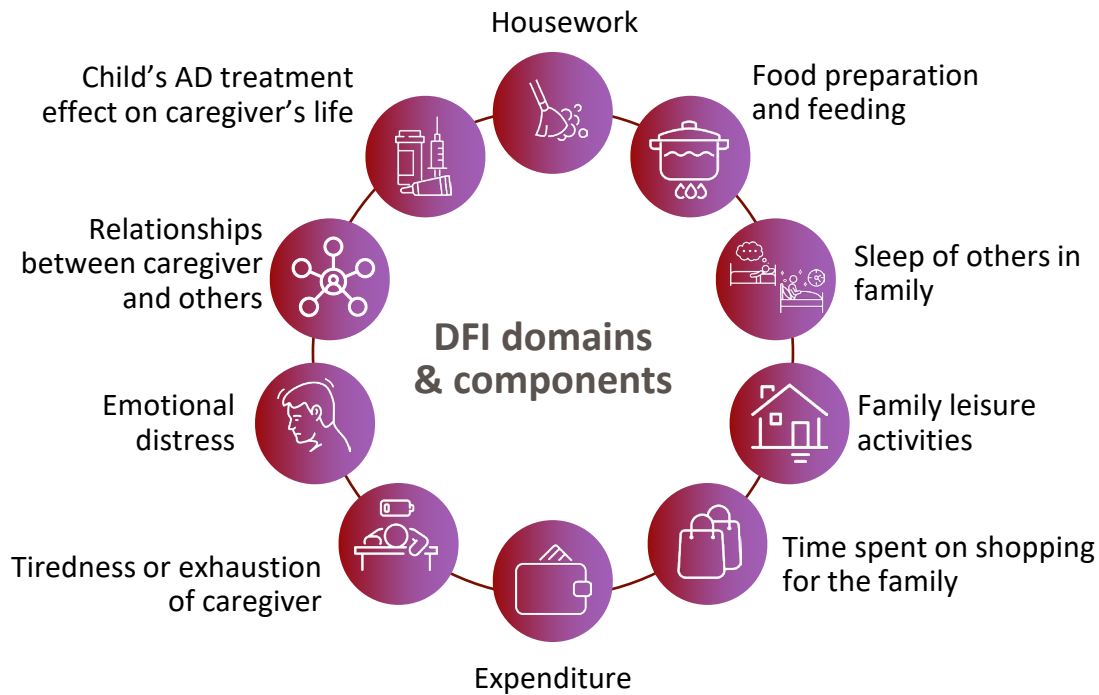 Housework
Child’s AD treatment
effect on caregiver’s life
Food preparation
and feeding
Relationships
between caregiver
and others
Sleep of others in
family
DFI domains
& components
Emotional
distress
Family leisure
activities
Tiredness or exhaustion
of caregiver
Time spent on shopping
for the family
Expenditure